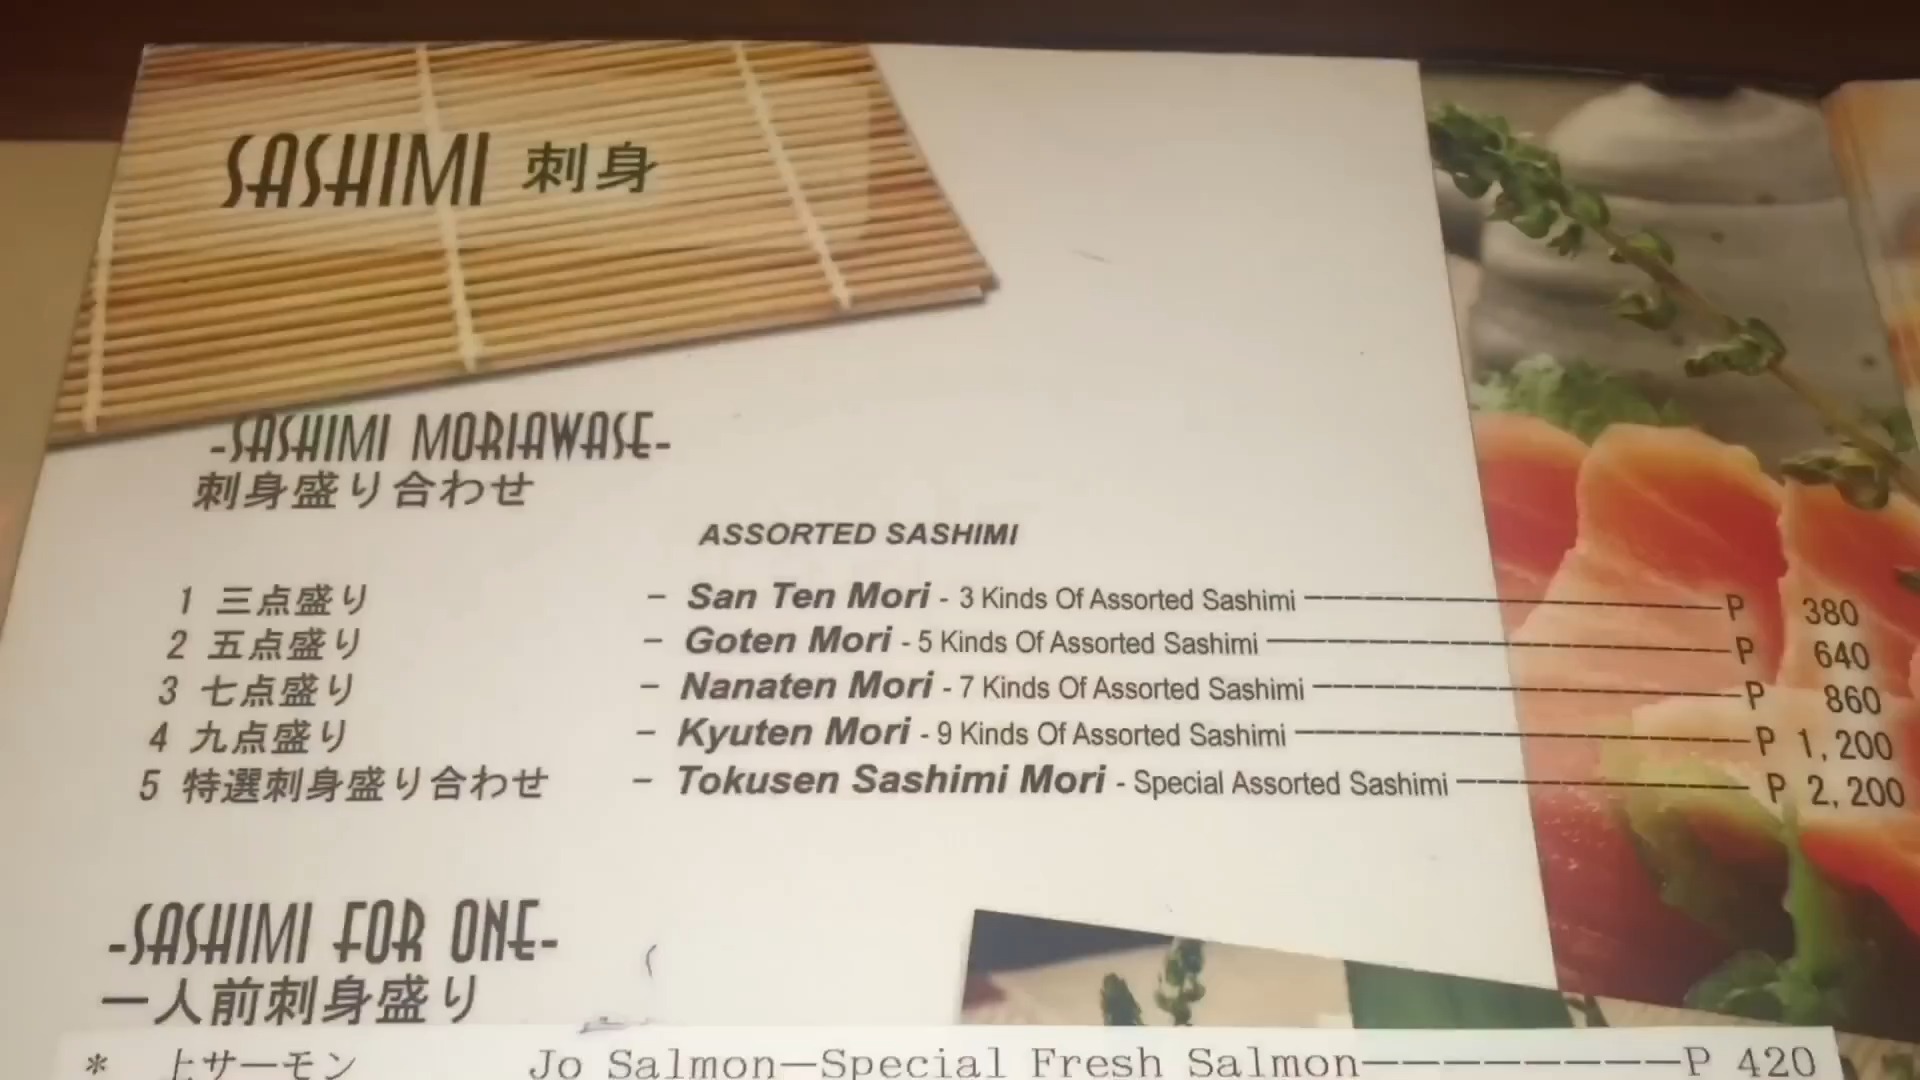 SASHIMI 刺身
-SASHIMI MORIAWASE-
刺身盛り合わせ
ASSORTED SASHIMI
1 三点盛り – San Ten Mori - 3 Kinds Of Assorted Sashimi P 380
2 五点盛り – Goten Mori - 5 Kinds Of Assorted Sashimi P 640
3 七点盛り – Nanaten Mori - 7 Kinds Of Assorted Sashimi P 860
4 九点盛り – Kyuten Mori - 9 Kinds Of Assorted Sashimi P 1,200
5 特選刺身盛り合わせ – Tokusen Sashimi Mori - Special Assorted Sashimi P 2,200
-SASHIMI FOR ONE-
一人前刺身盛り
* 上サーモン Jo Salmon—Special Fresh Salmon P 420